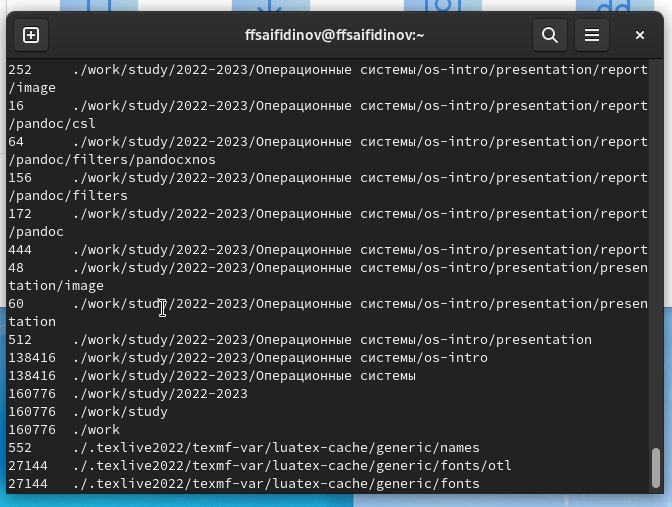 ffsaifidinov@ffsaifidinov:~
252     ./work/study/2022-2023/Операционные системы/os-intro/presentation/report
/image
16      ./work/study/2022-2023/Операционные системы/os-intro/presentation/report
/pandoc/csl
64      ./work/study/2022-2023/Операционные системы/os-intro/presentation/report
/pandoc/filters/pandocxnos
156     ./work/study/2022-2023/Операционные системы/os-intro/presentation/report
/pandoc/filters
172     ./work/study/2022-2023/Операционные системы/os-intro/presentation/report
/pandoc
444     ./work/study/2022-2023/Операционные системы/os-intro/presentation/report
48      ./work/study/2022-2023/Операционные системы/os-intro/presentation/presen
tation/image
60      ./work/study/2022-2023/Операционные системы/os-intro/presentation/presen
tation
512     ./work/study/2022-2023/Операционные системы/os-intro/presentation
138416  ./work/study/2022-2023/Операционные системы/os-intro
138416  ./work/study/2022-2023/Операционные системы
160776  ./work/study/2022-2023
160776  ./work/study
160776  ./work
552     ./.texlive2022/texmf-var/luatex-cache/generic/names
27144   ./.texlive2022/texmf-var/luatex-cache/generic/fonts/otl
27144   ./.texlive2022/texmf-var/luatex-cache/generic/fonts